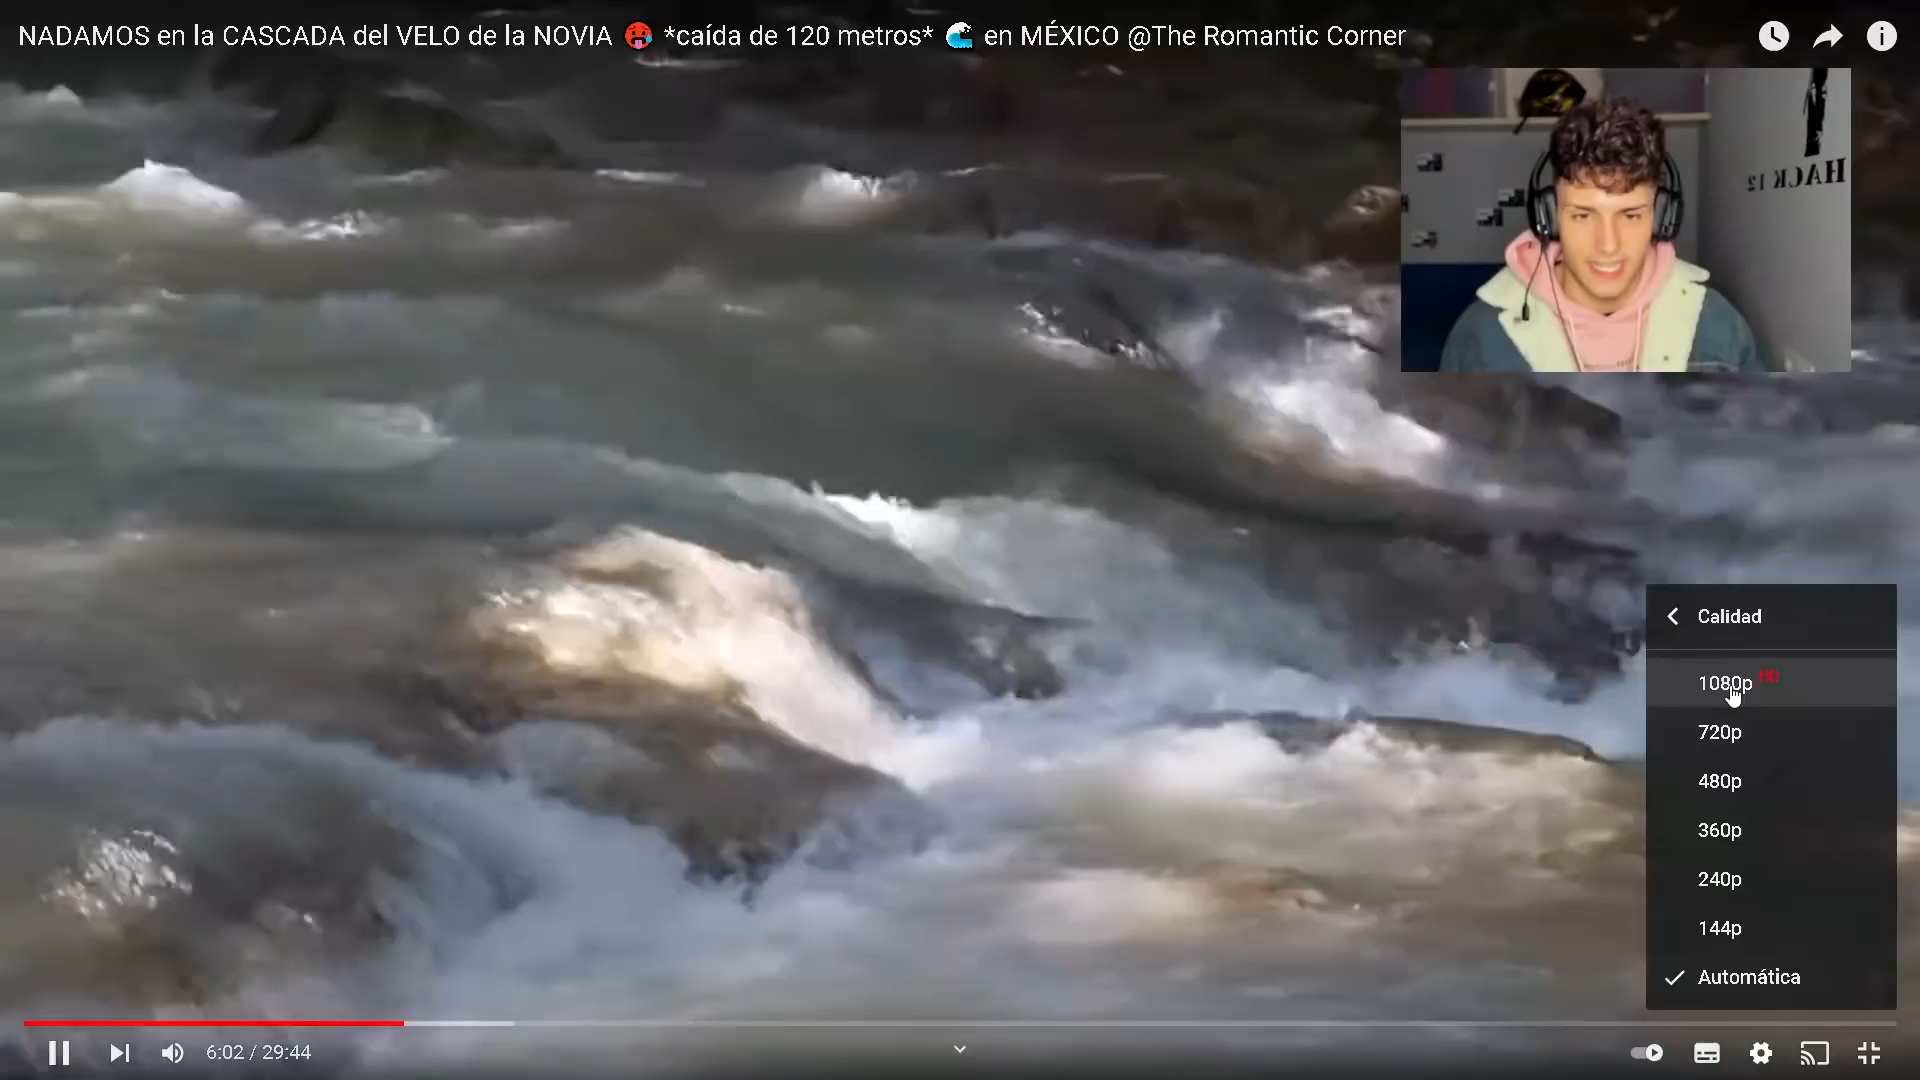 NADAMOS en la CASCADA del VELO de la NOVIA 🥵 *caída de 120 metros* 🌊 en MÉXICO @The Romantic Corner
HACK 12
Calidad
1080p HD
720p
480p
360p
240p
144p
Automática
6:02 / 29:44